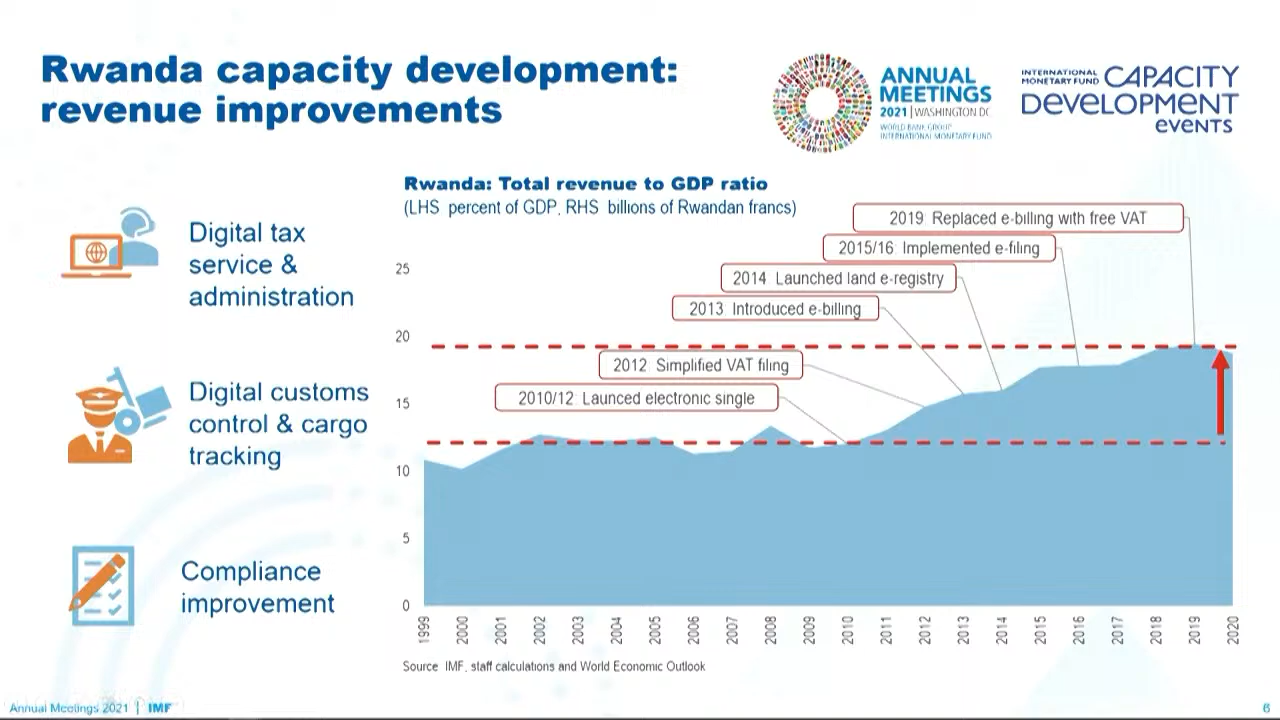 Rwanda capacity development:
revenue improvements
ANNUAL
MEETINGS
2021 | WASHINGTON DC
WORLD BANK GROUP
INTERNATIONAL MONETARY FUND
INTERNATIONAL
MONETARY FUND CAPACITY
DEVELOPMENT
events
Digital tax
service &
administration
Digital customs
control & cargo
tracking
Compliance
improvement
Rwanda: Total revenue to GDP ratio
(LHS percent of GDP, RHS billions of Rwandan francs)
2019 Replaced e-billing with free VAT
2015/16 Implemented e-filing
2014 Launched land e-registry
2013 Introduced e-billing
2012 Simplified VAT filing
2010/12 Launced electronic single
25
20
15
10
5
0
1999 2000 2001 2002 2003 2004 2005 2006 2007 2008 2009 2010 2011 2012 2013 2014 2015 2016 2017 2018 2019 2020
Source IMF, staff calculations and World Economic Outlook
Annual Meetings 2021 | IMF
6